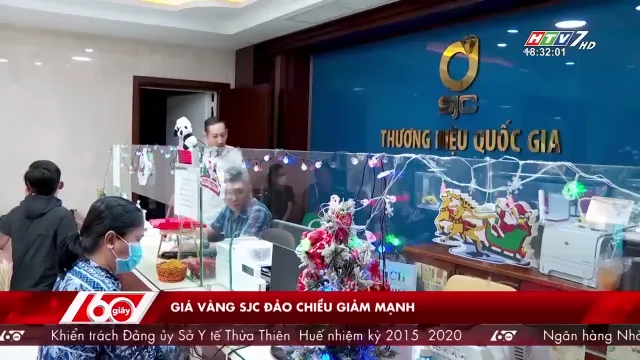 HTV7 HD
18:32:01
SJC
THƯƠNG HIỆU QUỐC GIA
60 giây
GIÁ VÀNG SJC ĐẢO CHIỀU GIẢM MẠNH
Khiển trách Đảng ủy Sở Y tế Thừa Thiên Huế nhiệm kỳ 2015 2020
60s
Ngân hàng Nhà